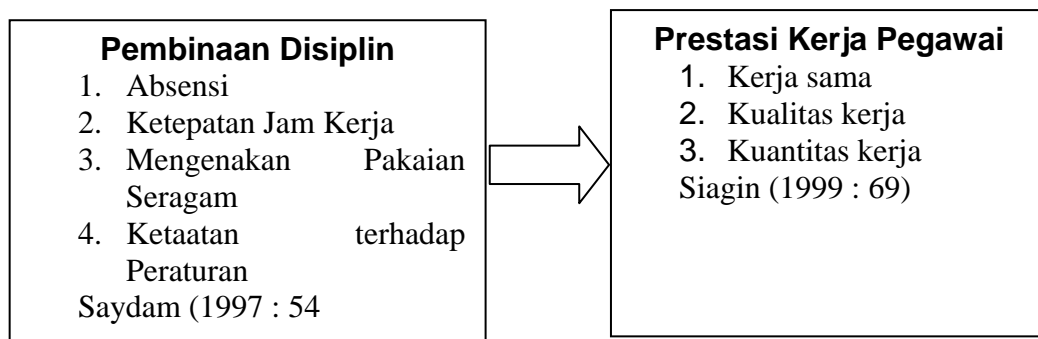 Pembinaan Disiplin
1. Absensi
2. Ketepatan Jam Kerja
3. Mengenakan Pakaian
Seragam
4. Ketaatan terhadap
Peraturan
Saydam (1997 : 54
Prestasi Kerja Pegawai
1. Kerja sama
2. Kualitas kerja
3. Kuantitas kerja
Siagin (1999 : 69)